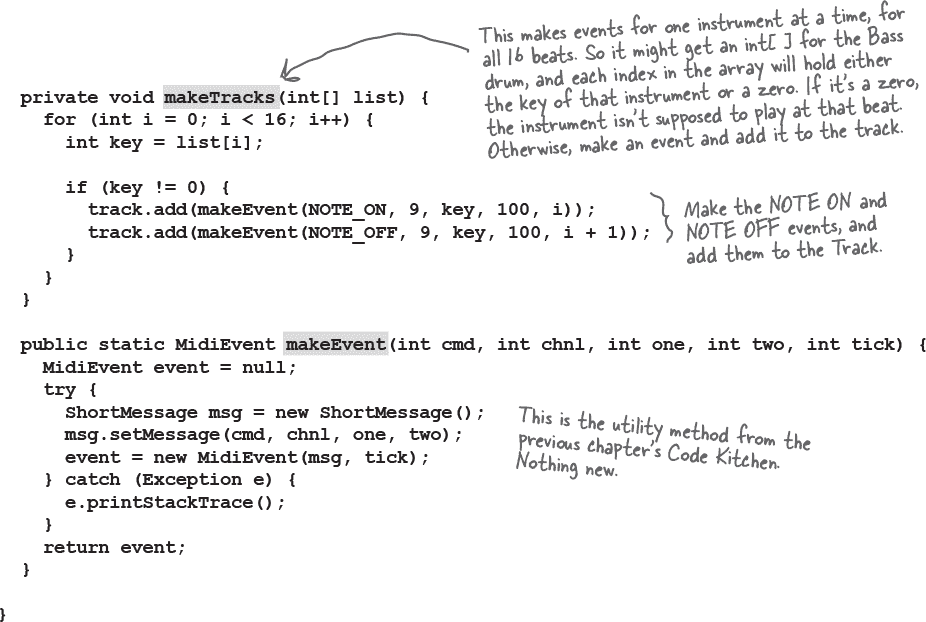 This makes events for one instrument at a time, for
all 16 beats. So it might get an int[ ] for the Bass
drum, and each index in the array will hold either
the key of that instrument or a zero. If it's a zero,
the instrument isn't supposed to play at that beat.
Otherwise, make an event and add it to the track.
private void makeTracks(int[] list) {
for (int i = 0; i < 16; i++) {
int key = list[i];
if (key != 0) {
track.add(makeEvent(NOTE_ON, 9, key, 100, i));
track.add(makeEvent(NOTE_OFF, 9, key, 100, i + 1));
}
}
}
Make the NOTE ON and
NOTE OFF events, and
add them to the Track.
public static MidiEvent makeEvent(int cmd, int chnl, int one, int two, int tick) {
MidiEvent event = null;
try {
ShortMessage msg = new ShortMessage();
msg.setMessage(cmd, chnl, one, two);
event = new MidiEvent(msg, tick);
} catch (Exception e) {
e.printStackTrace();
}
return event;
}
This is the utility method from the
previous chapter's Code Kitchen.
Nothing new.
}